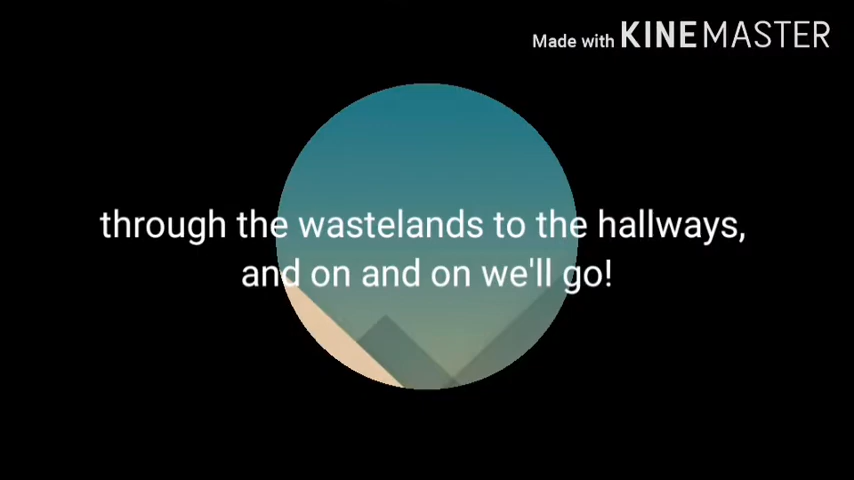 Made with KINEMASTER
through the wastelands to the hallways,
and on and on we'll go!